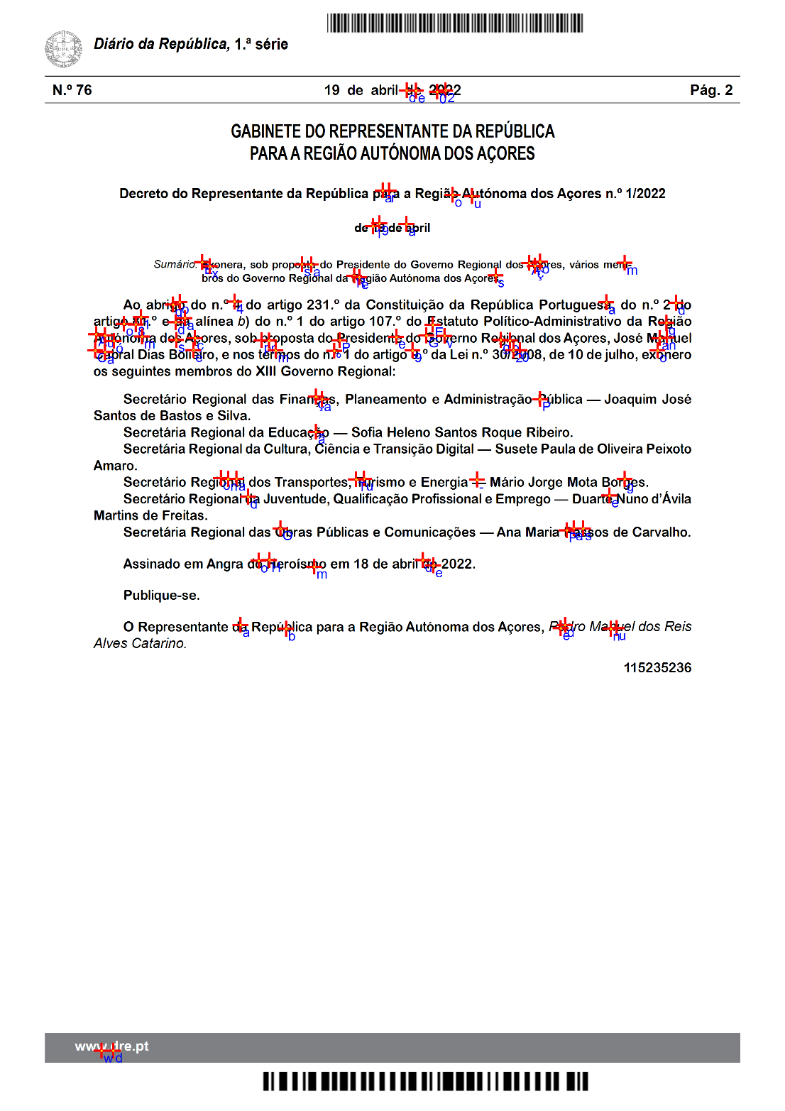 Diário da República, 1.ª série
N.º 76 19 de abril de 2022 Pág. 2
GABINETE DO REPRESENTANTE DA REPÚBLICA
PARA A REGIÃO AUTÓNOMA DOS AÇORES
Decreto do Representante da República para a Região Autónoma dos Açores n.º 1/2022
de 19 de abril
Sumário: Exonera, sob proposta do Presidente do Governo Regional dos Açores, vários mem-
bros do Governo Regional da Região Autónoma dos Açores.
Ao abrigo do n.º 4 do artigo 231.º da Constituição da República Portuguesa, do n.º 2 do
artigo 81.º e da alínea b) do n.º 1 do artigo 107.º do Estatuto Político-Administrativo da Região
Autónoma dos Açores, sob proposta do Presidente do Governo Regional dos Açores, José Manuel
Cabral Dias Bolieiro, e nos termos do n.º 1 do artigo 9.º da Lei n.º 30/2008, de 10 de julho, exonero
os seguintes membros do XIII Governo Regional:
Secretário Regional das Finanças, Planeamento e Administração Pública — Joaquim José
Santos de Bastos e Silva.
Secretária Regional da Educação — Sofia Heleno Santos Roque Ribeiro.
Secretária Regional da Cultura, Ciência e Transição Digital — Susete Paula de Oliveira Peixoto
Amaro.
Secretário Regional dos Transportes, Turismo e Energia — Mário Jorge Mota Borges.
Secretário Regional da Juventude, Qualificação Profissional e Emprego — Duarte Nuno d'Ávila
Martins de Freitas.
Secretária Regional das Obras Públicas e Comunicações — Ana Maria Passos de Carvalho.
Assinado em Angra do Heroísmo em 18 de abril de 2022.
Publique-se.
O Representante da República para a Região Autónoma dos Açores, Pedro Manuel dos Reis
Alves Catarino.
115235236
www.dre.pt